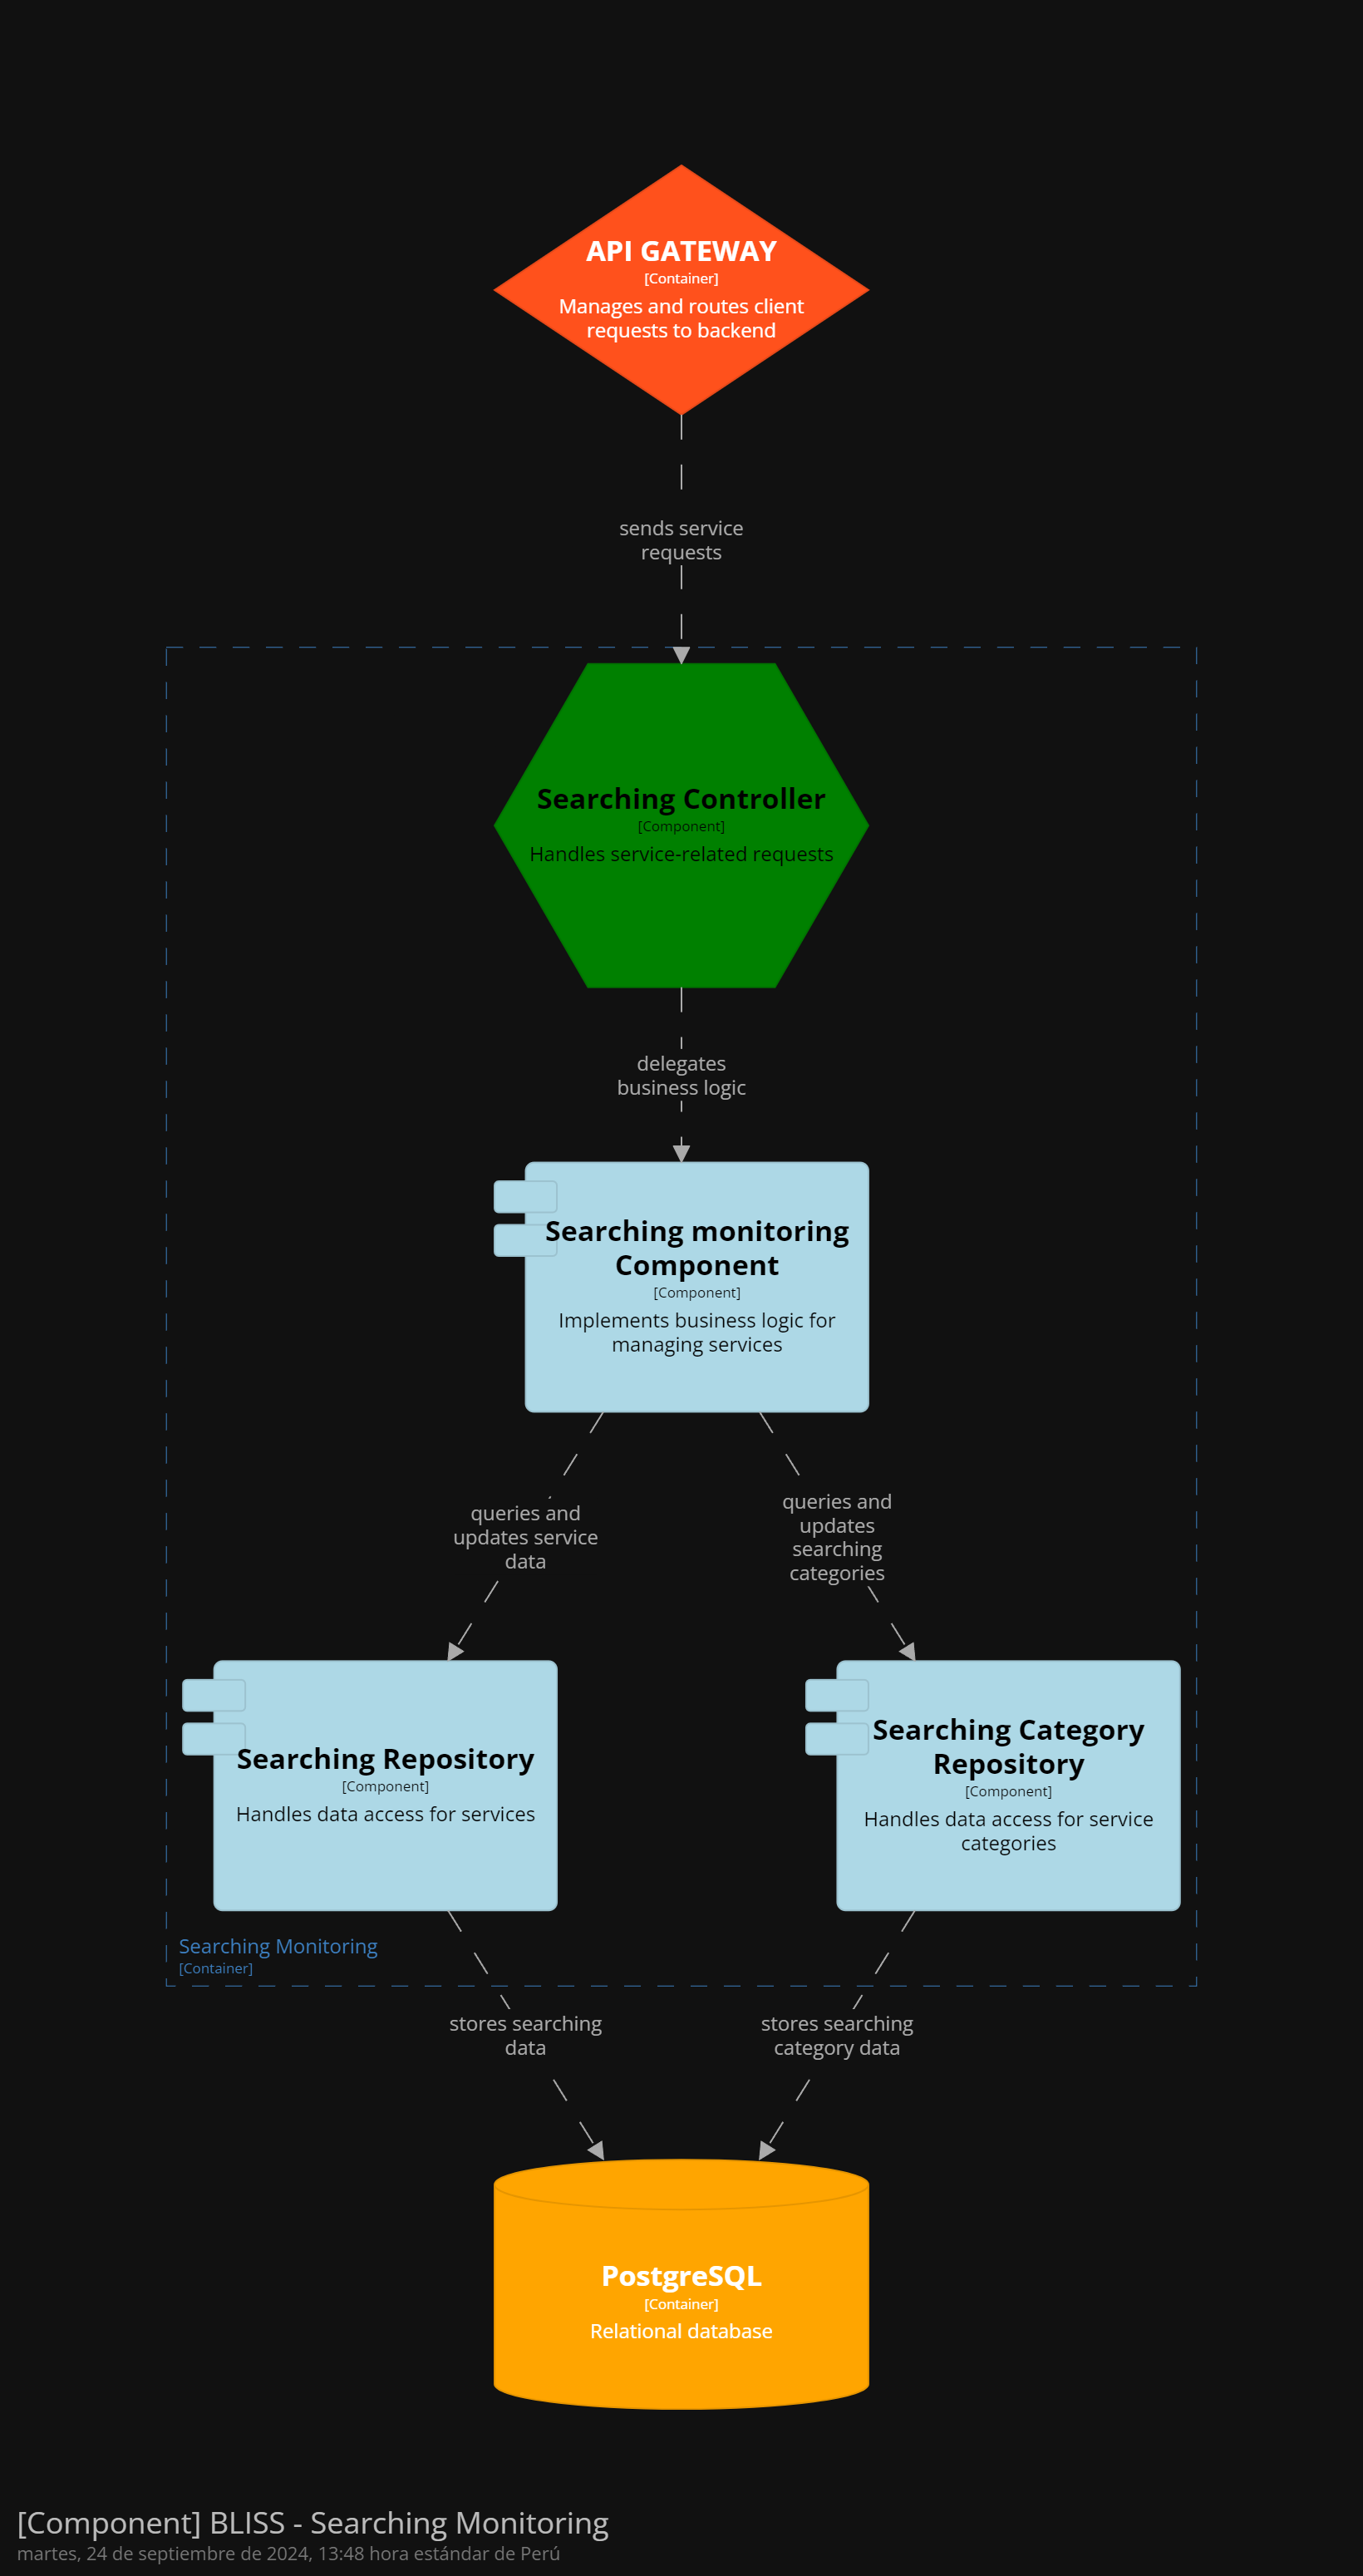 API GATEWAY
[Container]
Manages and routes client
requests to backend
sends service
requests
Searching Controller
[Component]
Handles service-related requests
delegates
business logic
Searching monitoring
Component
[Component]
Implements business logic for
managing services
queries and
updates service
data
queries and
updates
searching
categories
Searching Repository
[Component]
Handles data access for services
Searching Category
Repository
[Component]
Handles data access for service
categories
Searching Monitoring
[Container]
stores searching
data
stores searching
category data
PostgreSQL
[Container]
Relational database
[Component] BLISS - Searching Monitoring
martes, 24 de septiembre de 2024, 13:48 hora estándar de Perú